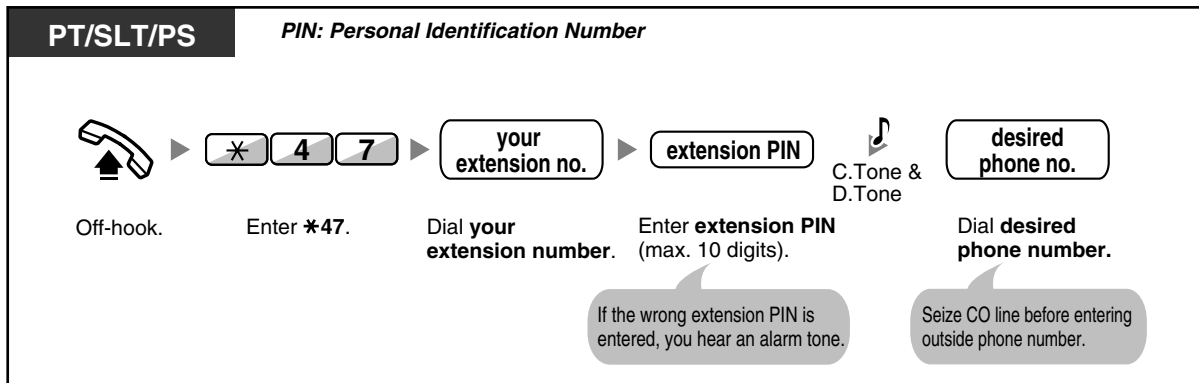 PT/SLT/PS
PIN: Personal Identification Number
* 4 7
your
extension no.
extension PIN
C.Tone &
D.Tone
desired
phone no.
Off-hook.
Enter *47.
Dial your
extension number.
Enter extension PIN
(max. 10 digits).
Dial desired
phone number.
If the wrong extension PIN is
entered, you hear an alarm tone.
Seize CO line before entering
outside phone number.